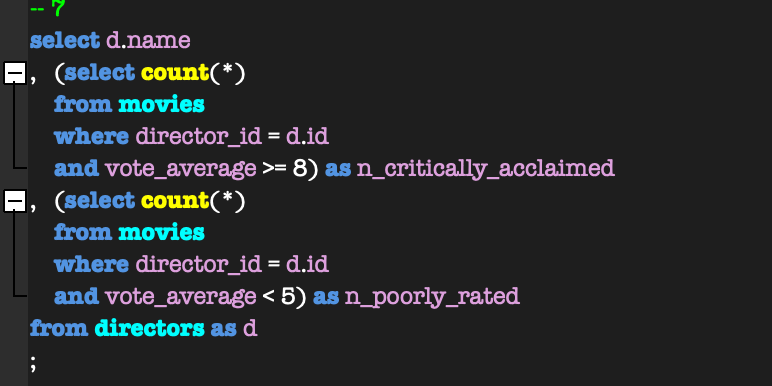 -- 7
select d.name
, (select count(*)
from movies
where director_id = d.id
and vote_average >= 8) as n_critically_acclaimed
, (select count(*)
from movies
where director_id = d.id
and vote_average < 5) as n_poorly_rated
from directors as d
;